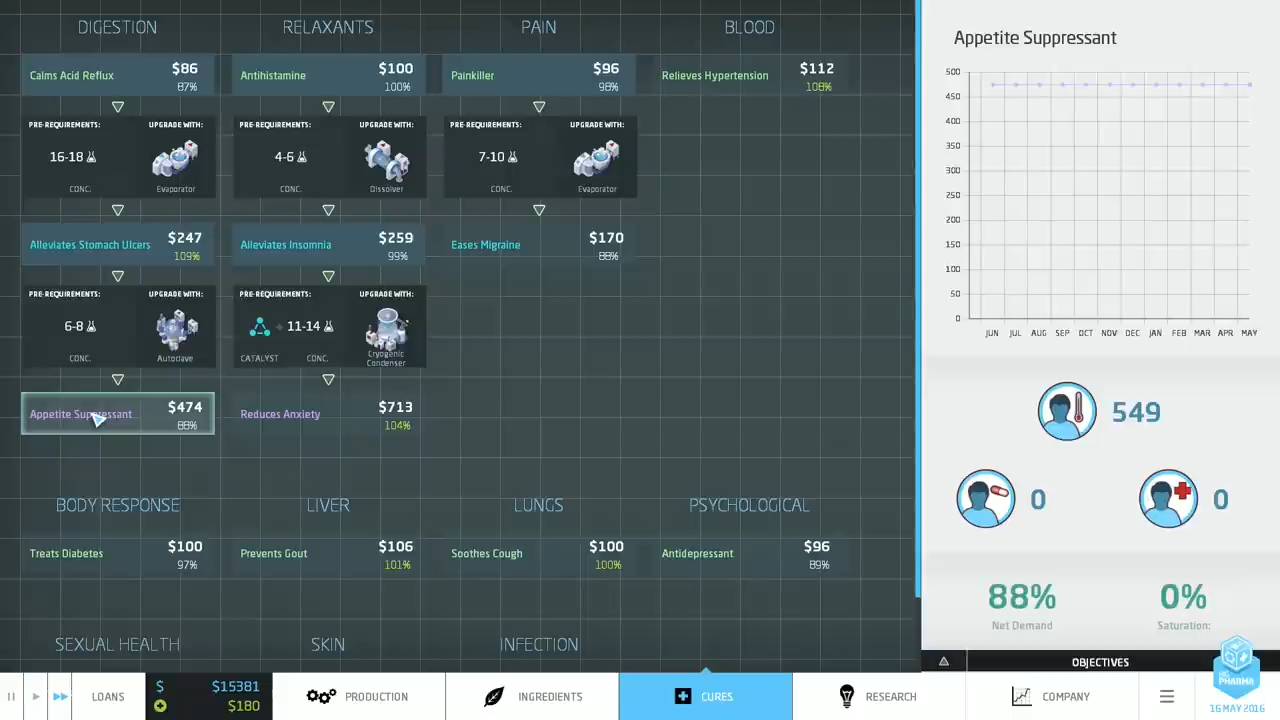 DIGESTION
RELAXANTS
PAIN
BLOOD
Calms Acid Reflux
$86
87%
Antihistamine
$100
100%
Painkiller
$96
98%
Relieves Hypertension
$112
108%
PRE-REQUIREMENTS:
UPGRADE WITH:
16-18
CONC.
Evaporator
PRE-REQUIREMENTS:
UPGRADE WITH:
4-6
CONC.
Dissolver
PRE-REQUIREMENTS:
UPGRADE WITH:
7-10
CONC.
Evaporator
Alleviates Stomach Ulcers
$247
109%
Alleviates Insomnia
$259
99%
Eases Migraine
$170
88%
PRE-REQUIREMENTS:
UPGRADE WITH:
6-8
CONC.
Autoclave
PRE-REQUIREMENTS:
UPGRADE WITH:
+ 11-14
CATALYST
CONC.
Cryogenic
Condenser
Appetite Suppressant
$474
88%
Reduces Anxiety
$713
104%
BODY RESPONSE
LIVER
LUNGS
PSYCHOLOGICAL
Treats Diabetes
$100
97%
Prevents Gout
$106
101%
Soothes Cough
$100
100%
Antidepressant
$96
89%
SEXUAL HEALTH
SKIN
INFECTION
Appetite Suppressant
500
450
400
350
300
250
200
150
100
50
0
JUN JUL AUG SEP OCT NOV DEC JAN FEB MAR APR MAY
549
0
0
88%
Net Demand
0%
Saturation:
OBJECTIVES
LOANS
$ $15381
$180
PRODUCTION
INGREDIENTS
CURES
RESEARCH
COMPANY
BIG
PHARMA
16 MAY 2016